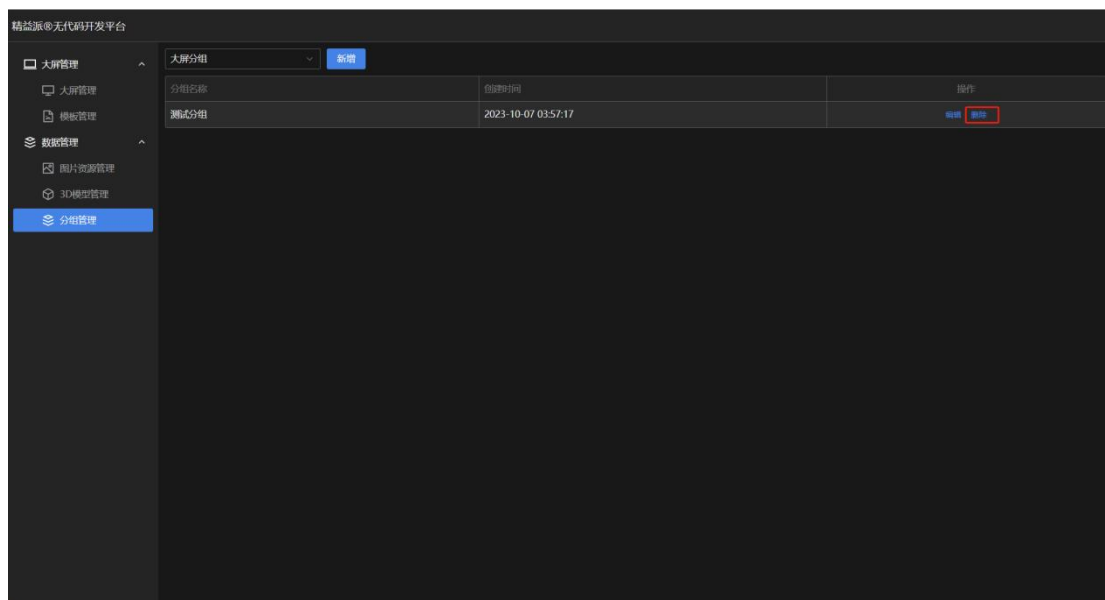 精益派®无代码开发平台
大屏管理
大屏管理
模板管理
数据管理
图片资源管理
3D模型管理
分组管理
大屏分组 新增
分组名称 创建时间 操作
测试分组 2023-10-07 03:57:17 编辑 删除